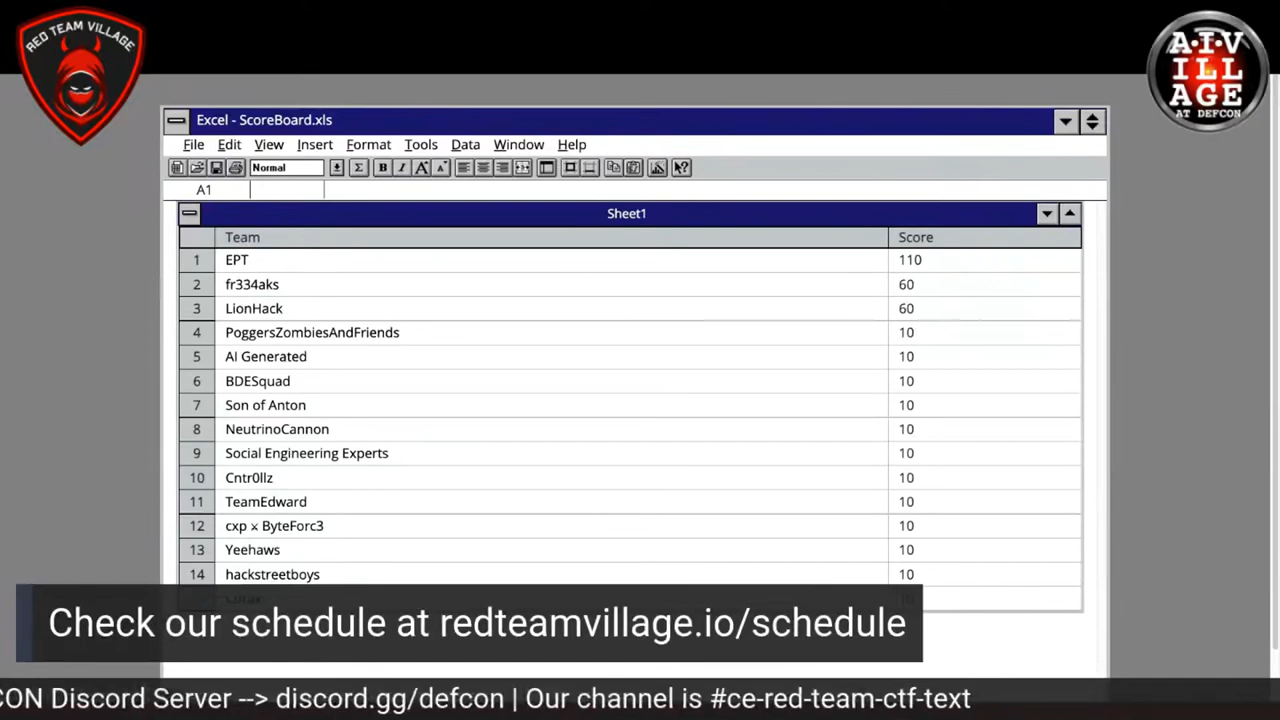 RED TEAM VILLAGE
A·I·V
ILL
AGE
AT DEFCON
Excel - ScoreBoard.xls
File Edit View Insert Format Tools Data Window Help
Normal Σ B I A A
A1
Sheet1
Team Score
1 EPT 110
2 fr334aks 60
3 LionHack 60
4 PoggersZombiesAndFriends 10
5 AI Generated 10
6 BDESquad 10
7 Son of Anton 10
8 NeutrinoCannon 10
9 Social Engineering Experts 10
10 Cntr0llz 10
11 TeamEdward 10
12 cxp x ByteForc3 10
13 Yeehaws 10
14 hackstreetboys 10
Check our schedule at redteamvillage.io/schedule
CON Discord Server --> discord.gg/defcon | Our channel is #ce-red-team-ctf-text